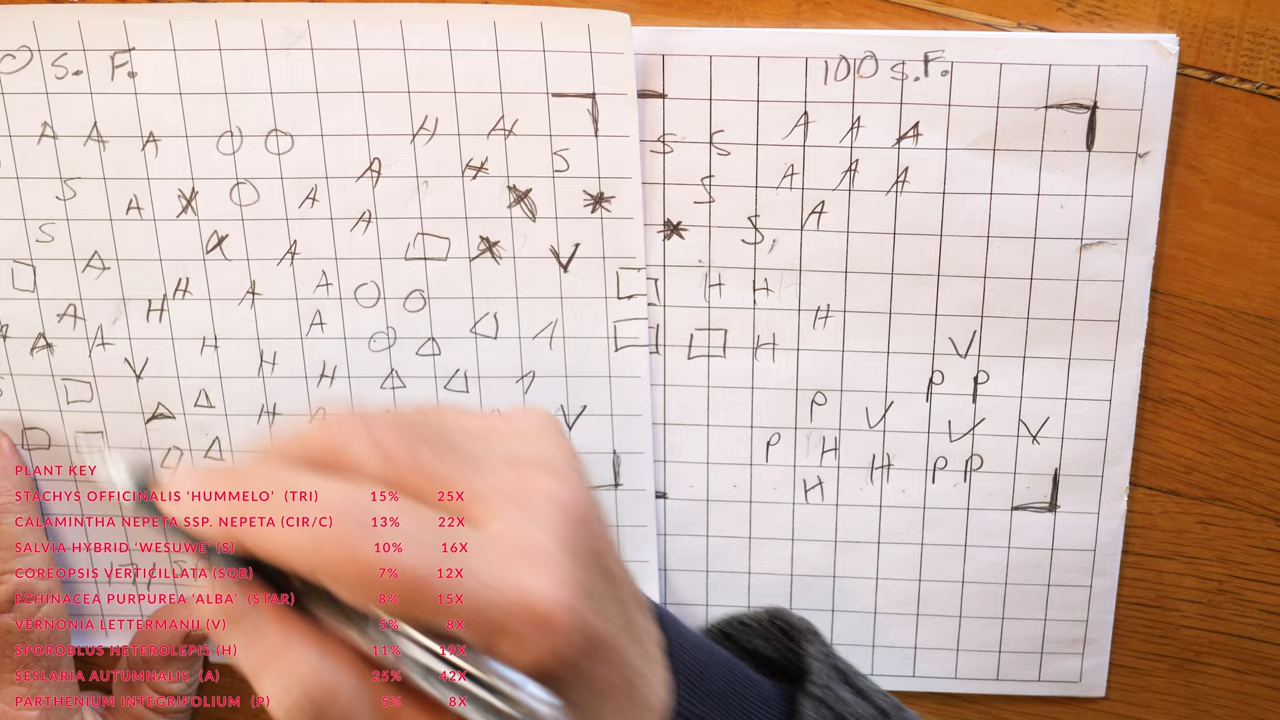 S. F.
100 S.F.
A A A O O H H
S S A A A
A H S
A A A
S
S A O A
A
A
S
S
A A
V
A
H H
H A A O O
A H
A A A A O
H V
H H
V
H
P P
P V V
V V
P H H P P
H
PLANT KEY
STACHYS OFFICINALIS ‘HUMMELO’ (TRI) 15% 25X
CALAMINTHA NEPETA SSP. NEPETA (CIR/C) 13% 22X
SALVIA HYBRID ‘WESUWE’ (S) 10% 16X
COREOPSIS VERTICILLATA (SQR) 7% 12X
ECHINACEA PURPUREA ‘ALBA’ (STAR) 8% 15X
VERNONIA LETTERMANII (V) 5% 8X
SPOROBLUS HETEROLEPIS (H) 11% 19X
SESLARIA AUTUMNALIS (A) 25% 42X
PARTHENIUM INTEGRIFOLIUM (P) 5% 8X